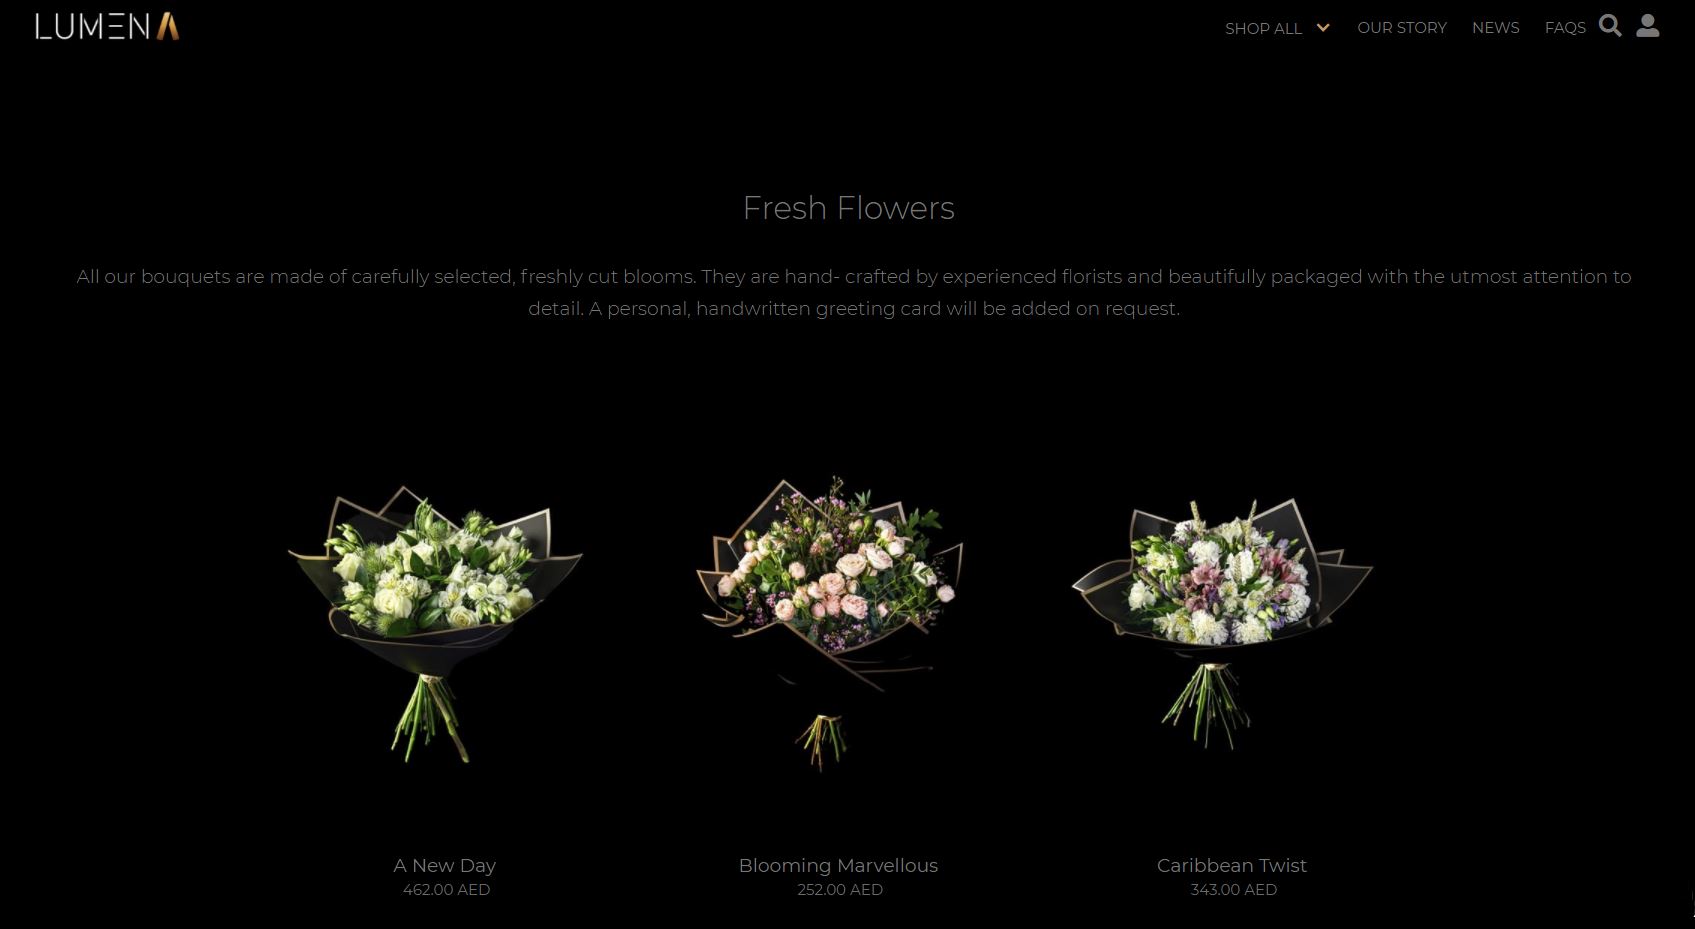 LUMENA
SHOP ALL
OUR STORY
NEWS
FAQS
Fresh Flowers
All our bouquets are made of carefully selected, freshly cut blooms. They are hand- crafted by experienced florists and beautifully packaged with the utmost attention to
detail. A personal, handwritten greeting card will be added on request.
A New Day
462.00 AED
Blooming Marvellous
252.00 AED
Caribbean Twist
343.00 AED